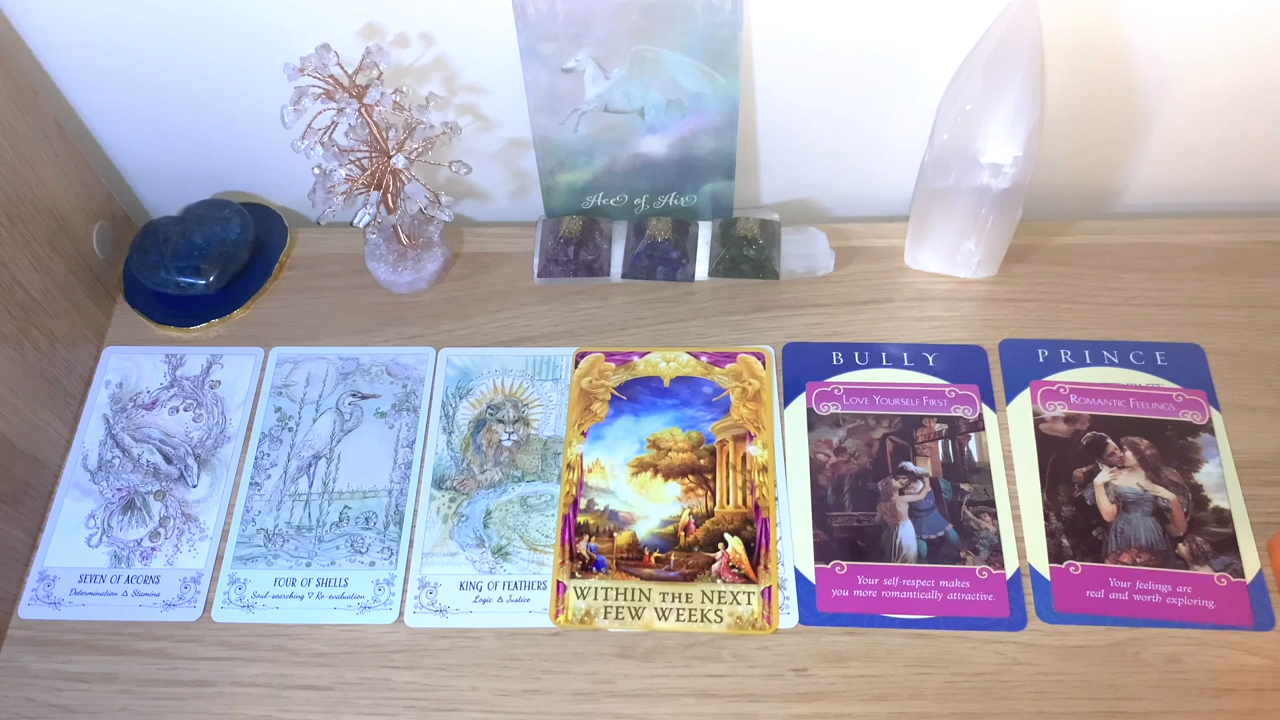 Ace of Air
SEVEN OF ACORNS
Determination & Stamina
FOUR OF SHELLS
Soul-searching ▽ Re-evaluation
KING OF FEATHERS
Logic & Justice
WITHIN THE NEXT
FEW WEEKS
BULLY
LOVE YOURSELF FIRST
Your self-respect makes
you more romantically attractive.
PRINCE
ROMANTIC FEELINGS
Your feelings are
real and worth exploring.